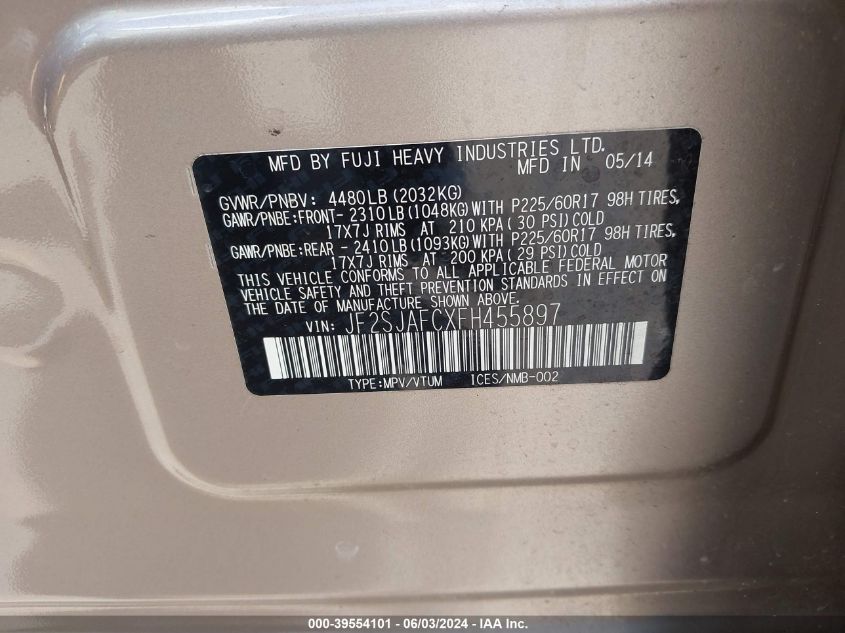 MFD BY FUJI HEAVY INDUSTRIES LTD.
MFD IN 05/14
GVWR/PNBV: 4480LB(2032KG)
GAWR/PNBE:FRONT- 2310LB(1048KG)WITH P225/60R17 98H TIRES,
17X7J RIMS AT 210 KPA( 30 PSI)COLD
GAWR/PNBE:REAR - 2410LB(1093KG)WITH P225/60R17 98H TIRES,
17X7J RIMS AT 200 KPA( 29 PSI)COLD
THIS VEHICLE CONFORMS TO ALL APPLICABLE FEDERAL MOTOR
VEHICLE SAFETY AND THEFT PREVENTION STANDARDS IN EFFECT
ON THE DATE OF MANUFACTURE SHOWN ABOVE.
VIN: JF2SJAFCXFH455897
TYPE:MPV/VTUM ICES/NMB-002
000-39554101 - 06/03/2024 - IAA Inc.